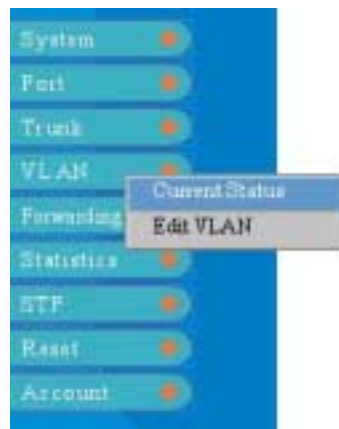 System
Port
Trunk
VLAN
Current Status
Edit VLAN
Forwarding
Statistics
STP
Reset
Account